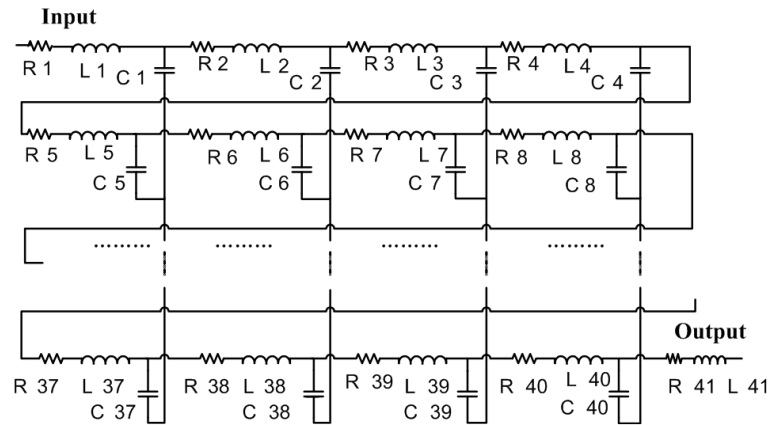 Input
R 1 L 1 C 1 R 2 L 2 C 2 R 3 L 3 C 3 R 4 L 4 C 4
R 5 L 5 C 5 R 6 L 6 C 6 R 7 L 7 C 7 R 8 L 8 C 8
......... ......... ......... .........
Output
R 37 L 37 C 37 R 38 L 38 C 38 R 39 L 39 C 39 R 40 L 40 C 40 R 41 L 41